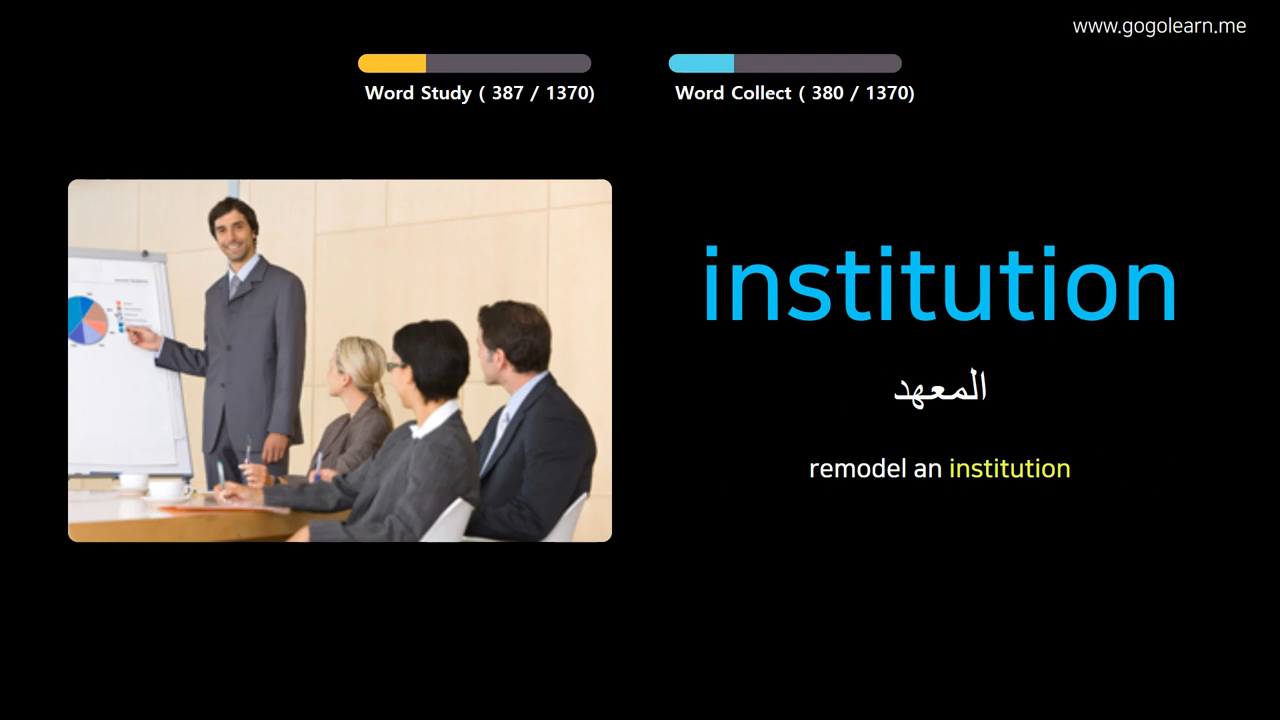 www.gogolearn.me
Word Study ( 387 / 1370)
Word Collect ( 380 / 1370)
institution
المعهد
remodel an institution